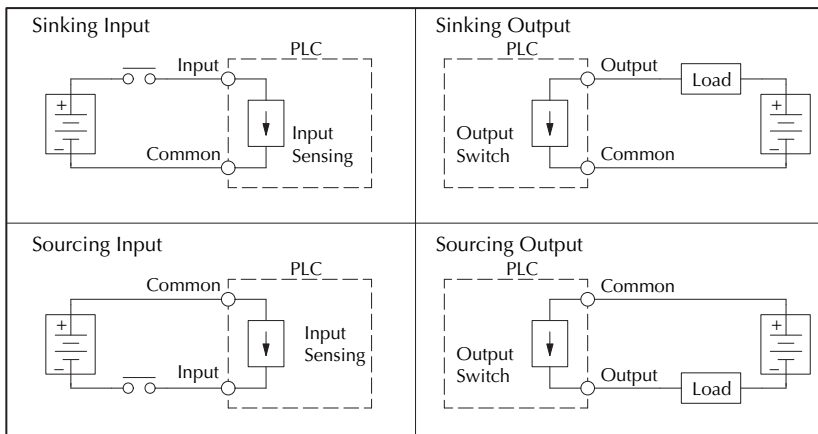 Sinking Input
PLC
Input
+
−
Input
Sensing
Common
Sinking Output
PLC
Output
Load
+
−
Output
Switch
Common
Sourcing Input
PLC
Common
+
−
Input
Sensing
Input
Sourcing Output
PLC
Common
+
−
Output
Switch
Output
Load